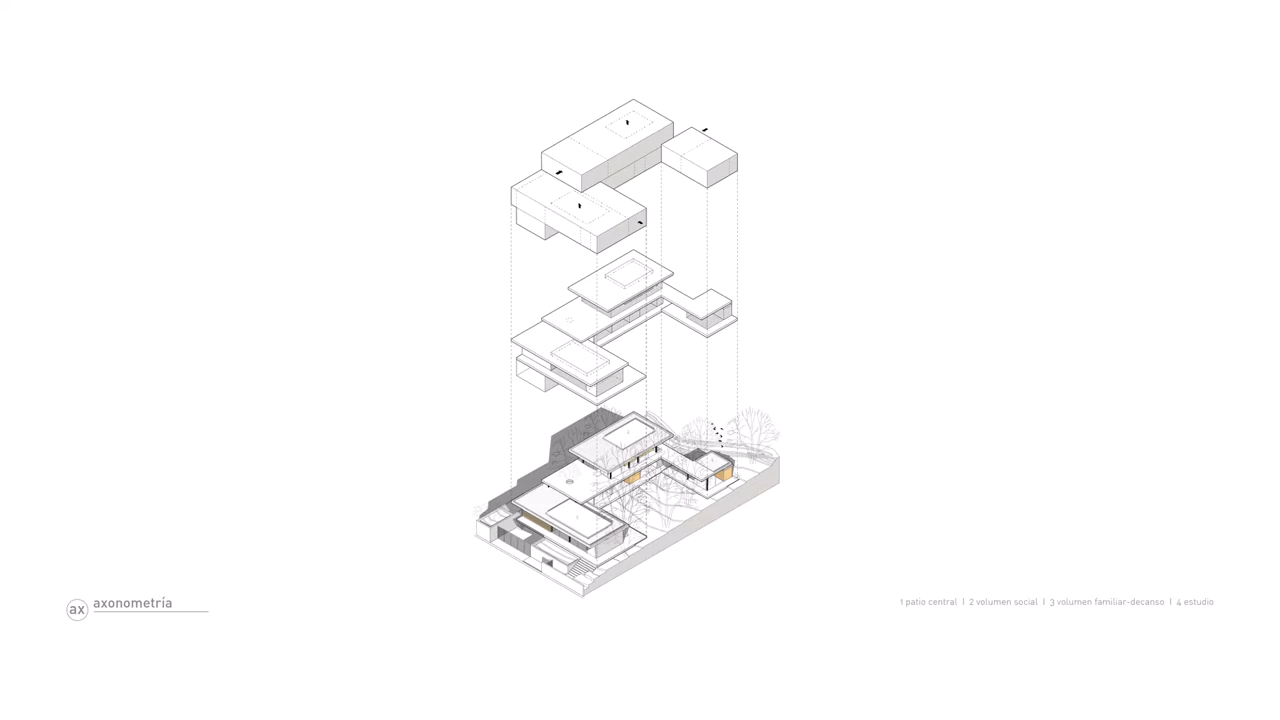 ax axonometría
1 patio central | 2 volumen social | 3 volumen familiar-decanso | 4 estudio